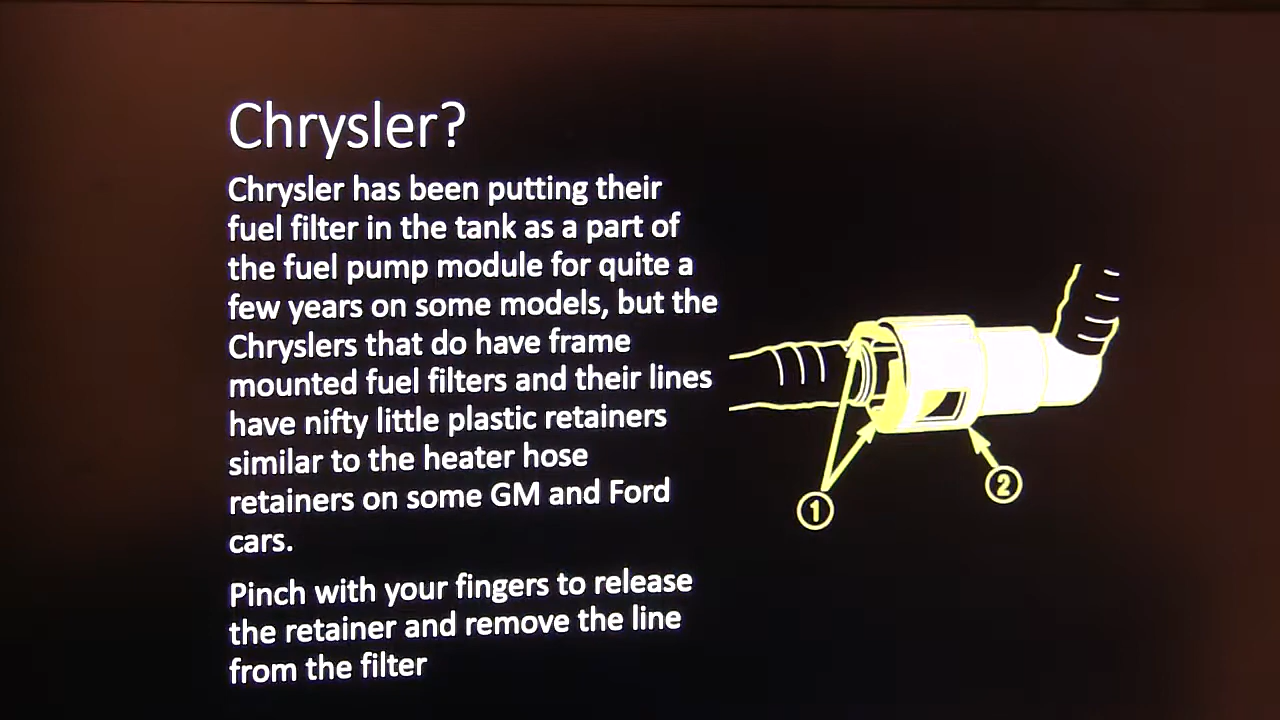 Chrysler?
Chrysler has been putting their
fuel filter in the tank as a part of
the fuel pump module for quite a
few years on some models, but the
Chryslers that do have frame
mounted fuel filters and their lines
have nifty little plastic retainers
similar to the heater hose
retainers on some GM and Ford
cars.
Pinch with your fingers to release
the retainer and remove the line
from the filter
1
2